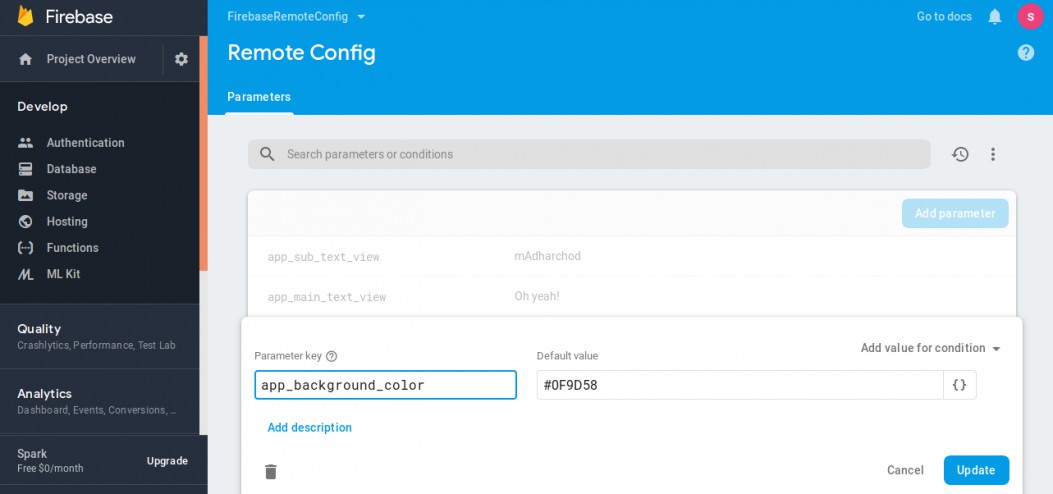 Firebase
FirebaseRemoteConfig
Go to docs
S
Project Overview
Remote Config
Develop
Parameters
Authentication
Database
Storage
Hosting
Functions
ML Kit
Search parameters or conditions
Add parameter
app_sub_text_view mAdharchod
app_main_text_view Oh yeah!
Quality
Crashlytics, Performance, Test Lab
Analytics
Dashboard, Events, Conversions, ...
Spark
Free $0/month
Upgrade
Parameter key
Default value
Add value for condition
app_background_color
#0F9D58
{}
Add description
Cancel
Update